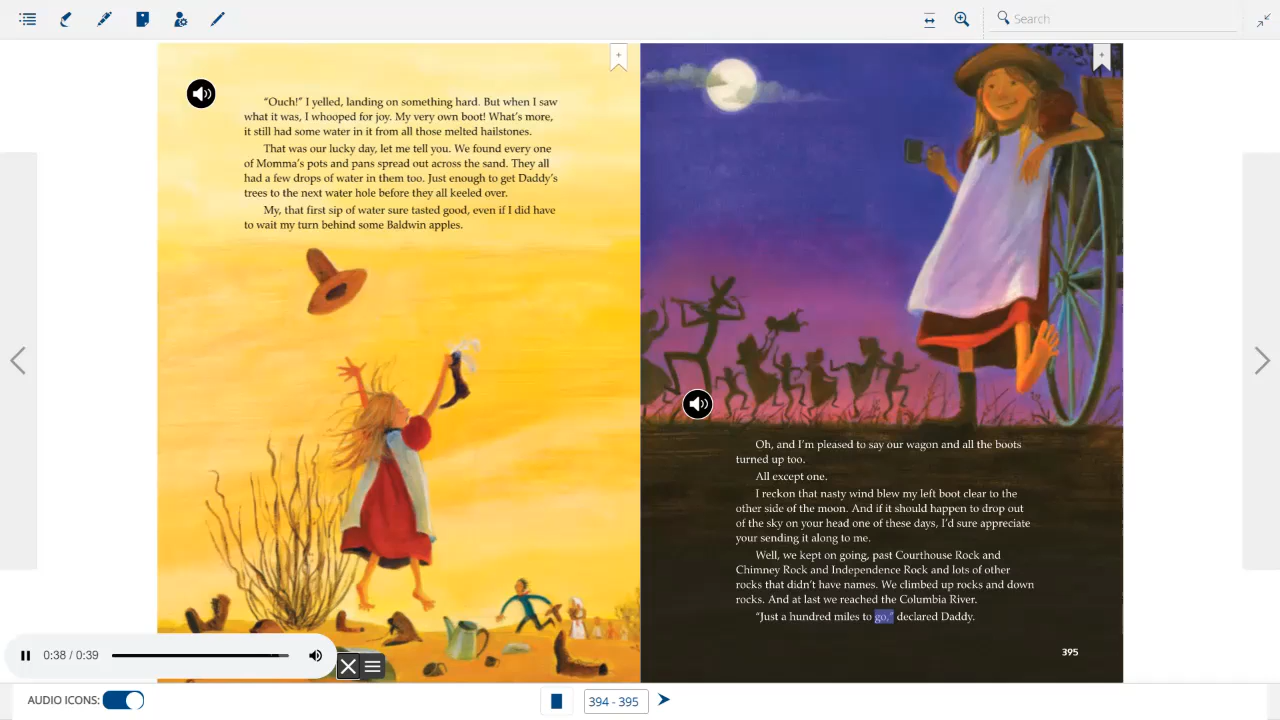 Search
“Ouch!” I yelled, landing on something hard. But when I saw
what it was, I whooped for joy. My very own boot! What’s more,
it still had some water in it from all those melted hailstones.
That was our lucky day, let me tell you. We found every one
of Momma’s pots and pans spread out across the sand. They all
had a few drops of water in them too. Just enough to get Daddy’s
trees to the next water hole before they all keeled over.
My, that first sip of water sure tasted good, even if I did have
to wait my turn behind some Baldwin apples.
Oh, and I’m pleased to say our wagon and all the boots
turned up too.
All except one.
I reckon that nasty wind blew my left boot clear to the
other side of the moon. And if it should happen to drop out
of the sky on your head one of these days, I’d sure appreciate
your sending it along to me.
Well, we kept on going, past Courthouse Rock and
Chimney Rock and Independence Rock and lots of other
rocks that didn’t have names. We climbed up rocks and down
rocks. And at last we reached the Columbia River.
“Just a hundred miles to go,” declared Daddy.
395
0:38 / 0:39
AUDIO ICONS:
394 - 395